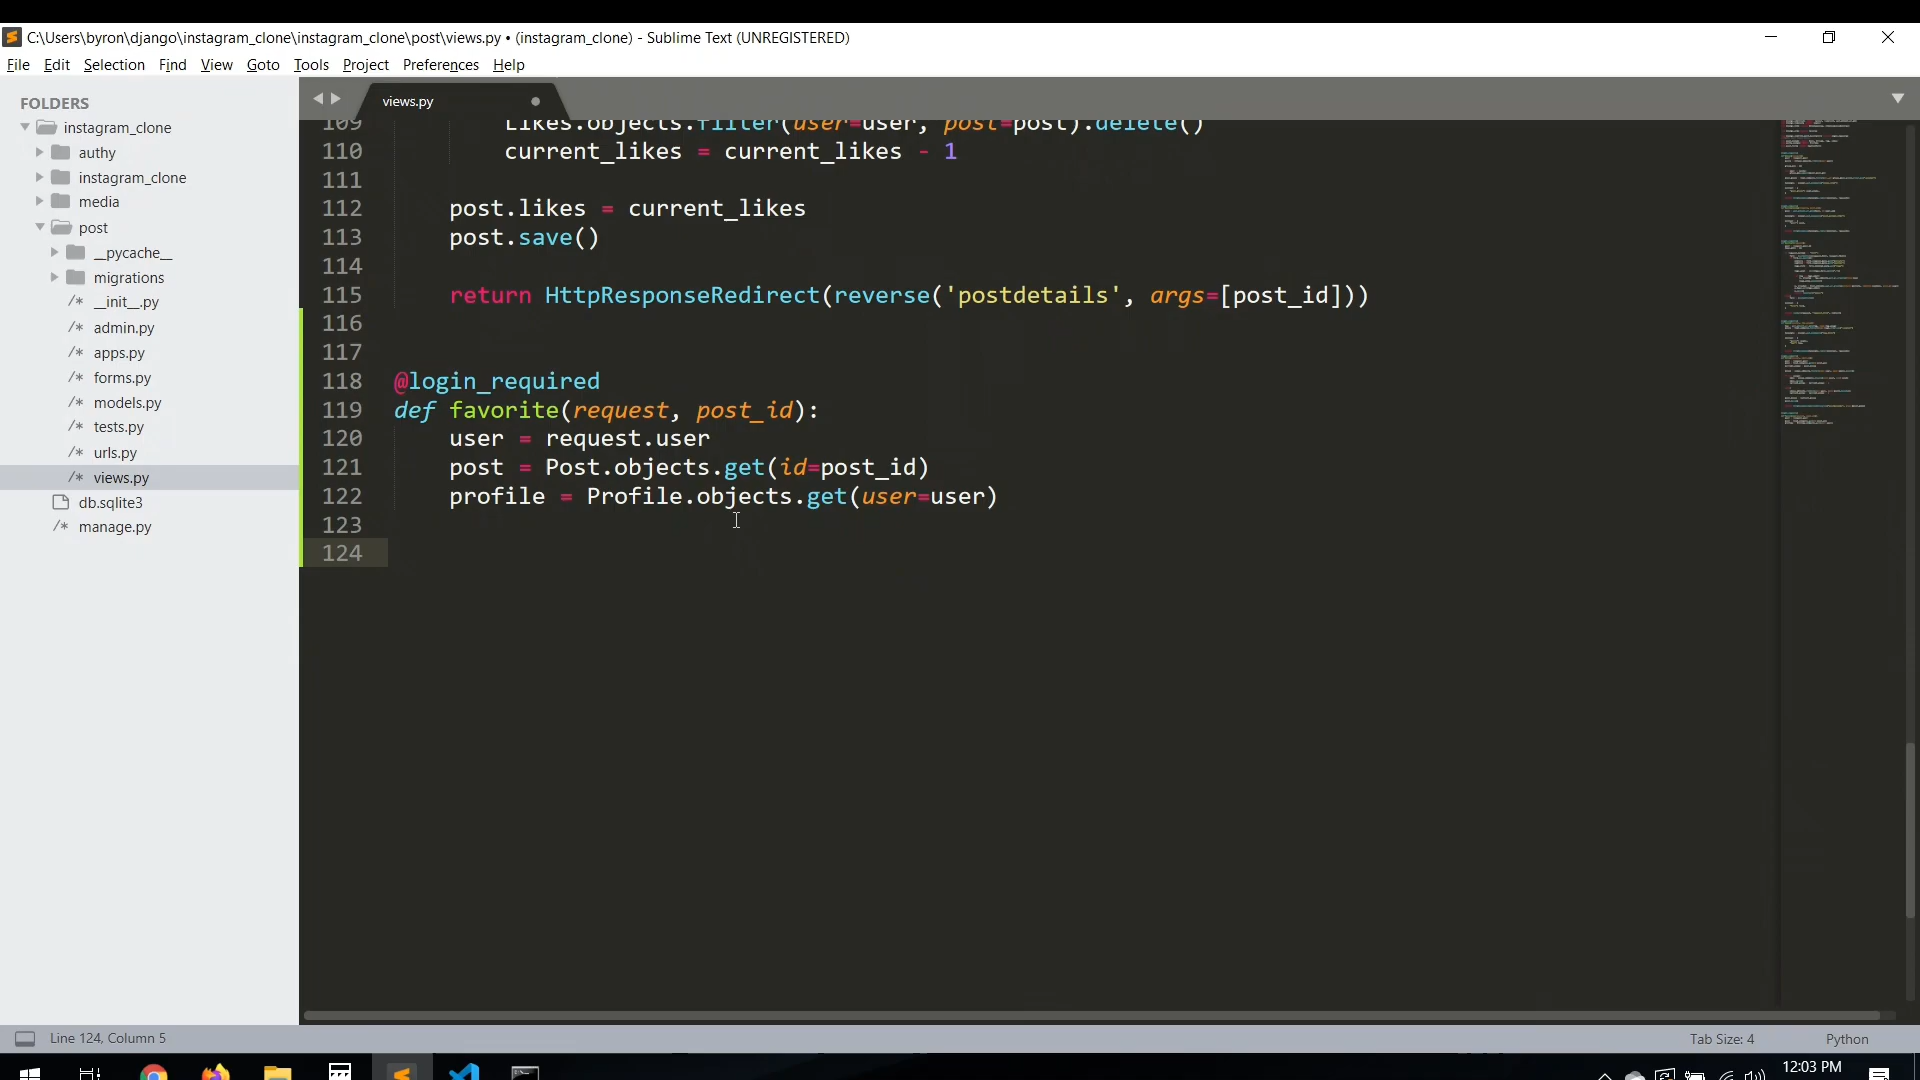 C:\Users\byron\django\instagram_clone\instagram_clone\post\views.py • (instagram_clone) - Sublime Text (UNREGISTERED)
File Edit Selection Find View Goto Tools Project Preferences Help
FOLDERS
instagram_clone
authy
instagram_clone
media
post
__pycache__
migrations
/* __init__.py
/* admin.py
/* apps.py
/* forms.py
/* models.py
/* tests.py
/* urls.py
/* views.py
db.sqlite3
/* manage.py
views.py
109 Likes.objects.filter(user=user, post=post).delete()
110 current_likes = current_likes - 1
111
112 post.likes = current_likes
113 post.save()
114
115 return HttpResponseRedirect(reverse('postdetails', args=[post_id]))
116
117
118 @login_required
119 def favorite(request, post_id):
120 user = request.user
121 post = Post.objects.get(id=post_id)
122 profile = Profile.objects.get(user=user)
123
124
Line 124, Column 5
Tab Size: 4
Python
12:03 PM